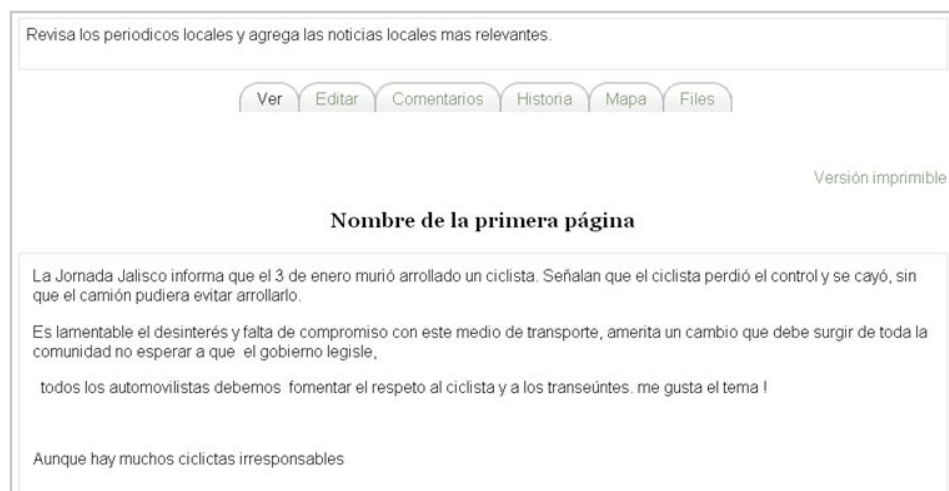 Revisa los periodicos locales y agrega las noticias locales mas relevantes.
Ver Editar Comentarios Historia Mapa Files
Versión imprimible
Nombre de la primera página
La Jornada Jalisco informa que el 3 de enero murió arrollado un ciclista. Señalan que el ciclista perdió el control y se cayó, sin
que el camión pudiera evitar arrollarlo.
Es lamentable el desinterés y falta de compromiso con este medio de transporte, amerita un cambio que debe surgir de toda la
comunidad no esperar a que el gobierno legisle,
todos los automovilistas debemos fomentar el respeto al ciclista y a los transeúntes. me gusta el tema !
Aunque hay muchos ciclictas irresponsables